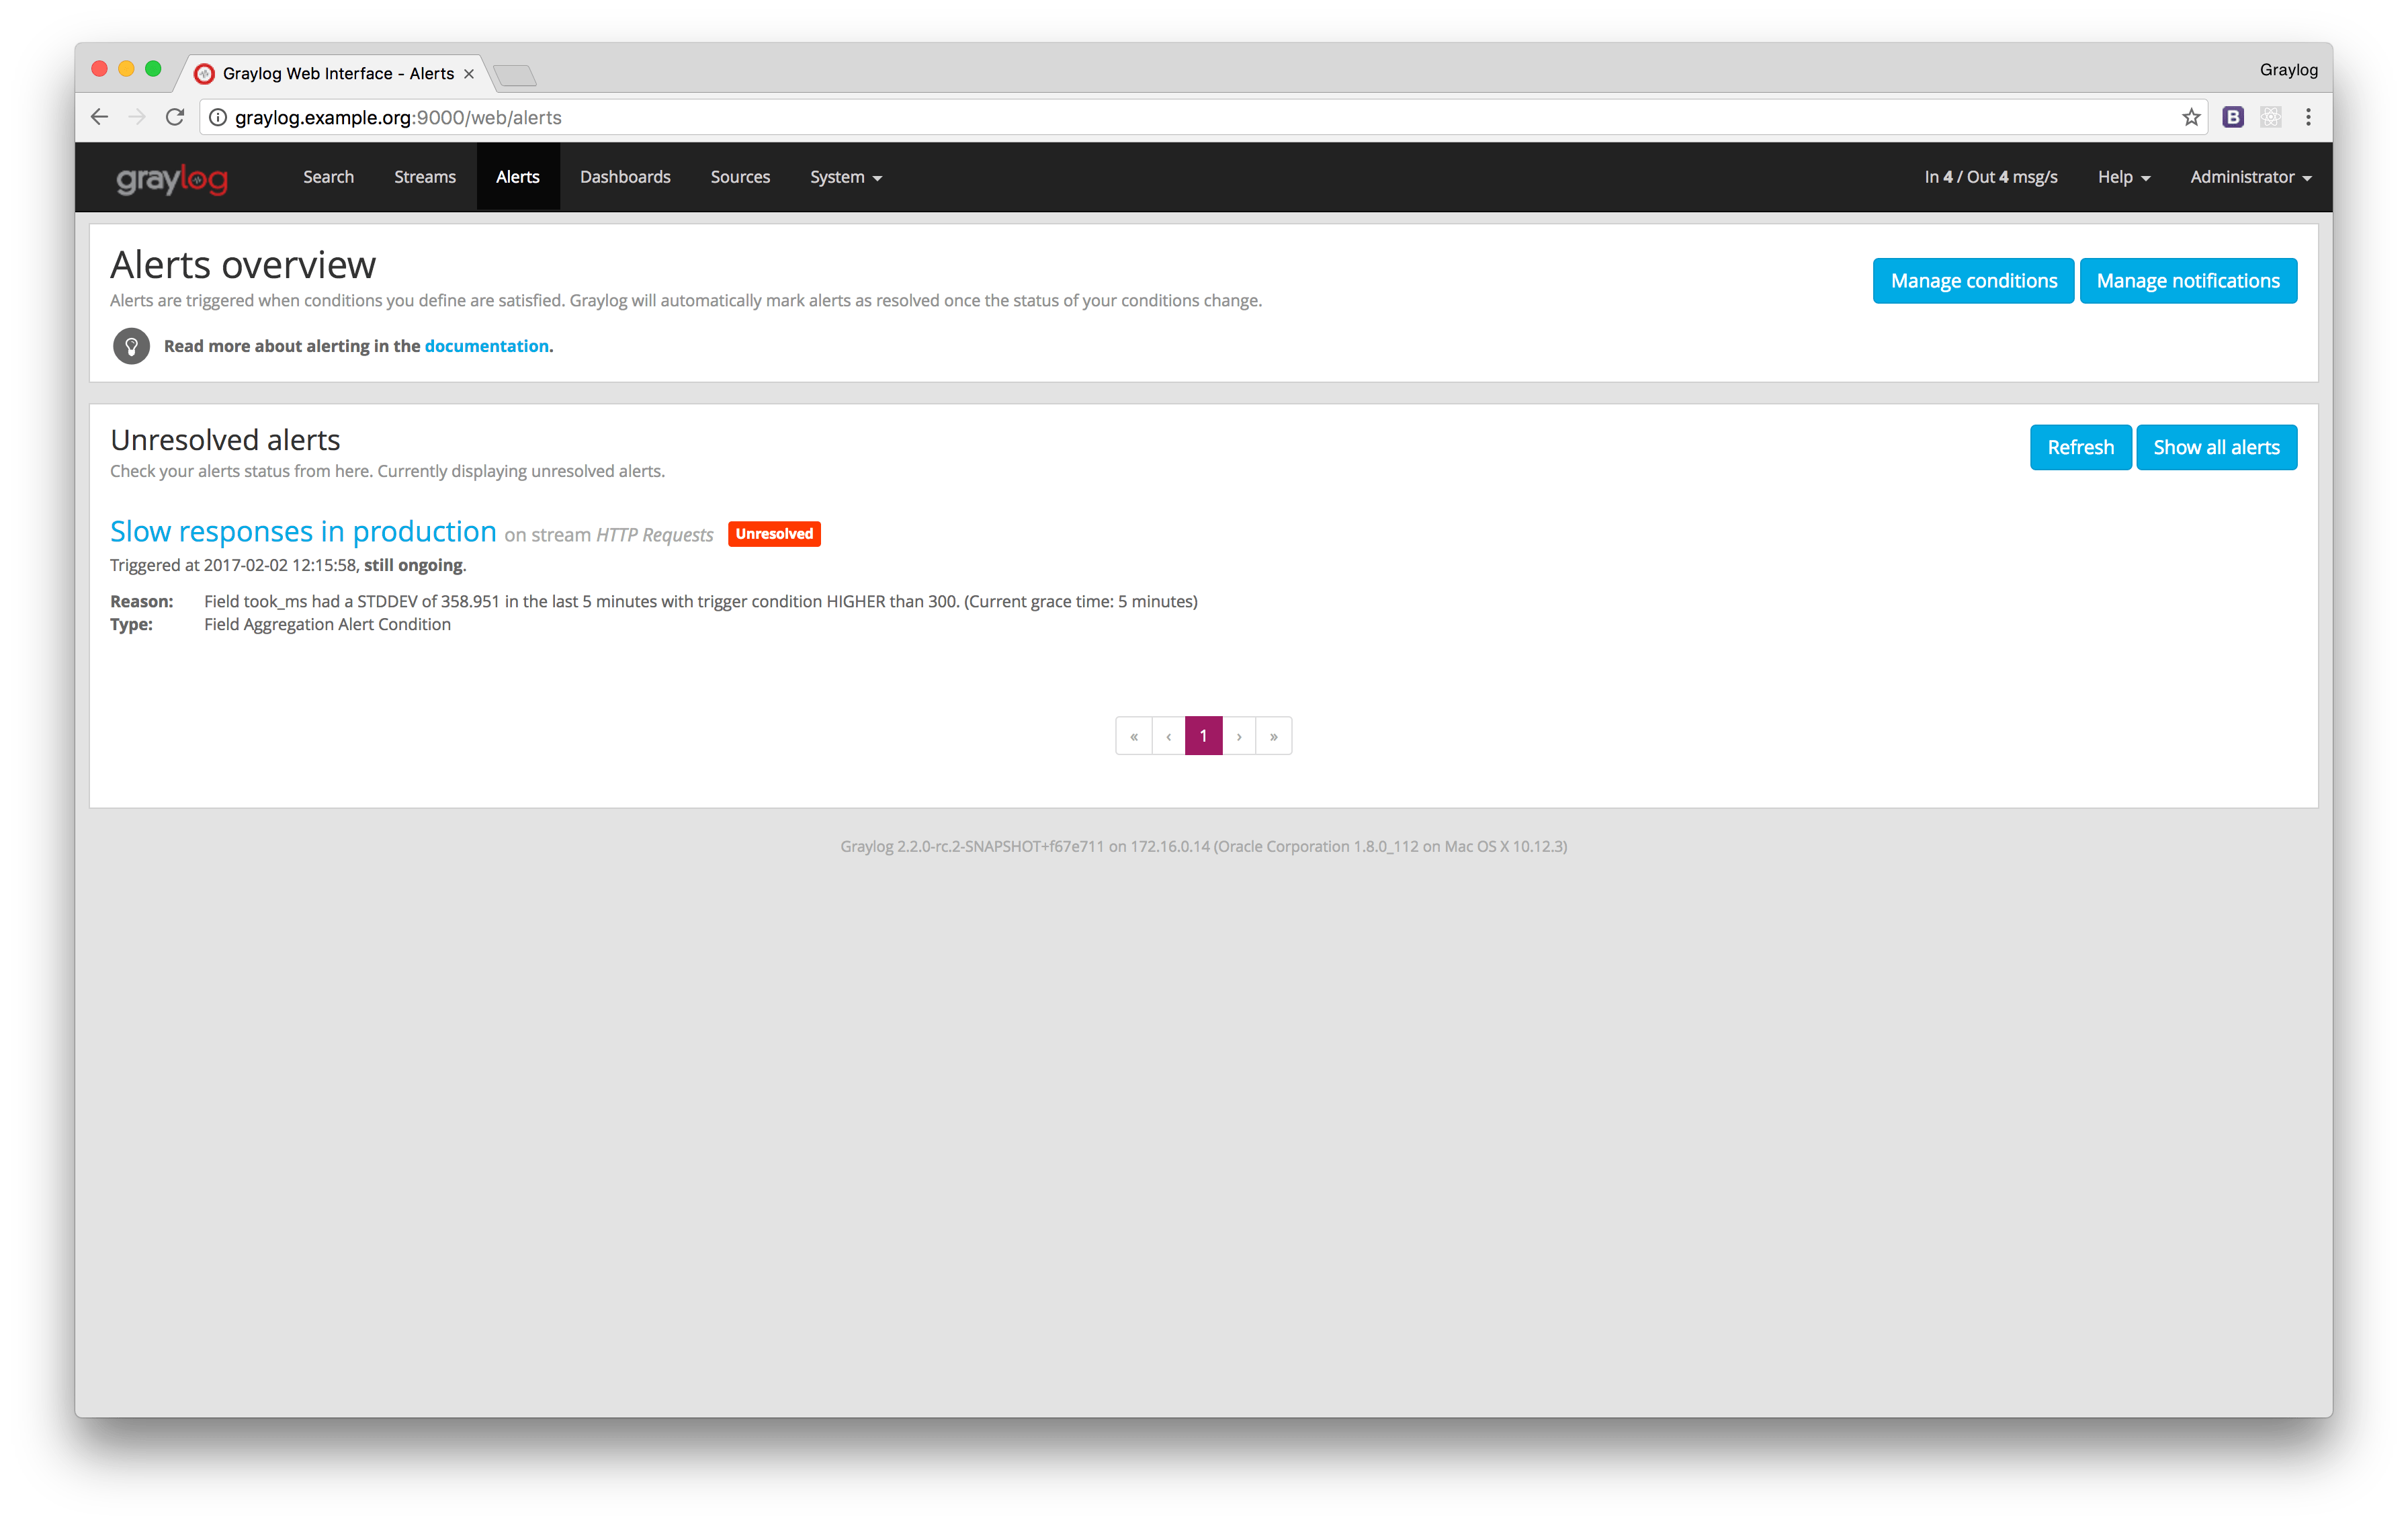 Graylog Web Interface - Alerts
Graylog
graylog.example.org:9000/web/alerts
B
graylog Search Streams Alerts Dashboards Sources System In 4 / Out 4 msg/s Help Administrator
Alerts overview
Alerts are triggered when conditions you define are satisfied. Graylog will automatically mark alerts as resolved once the status of your conditions change.
Manage conditions Manage notifications
Read more about alerting in the documentation.
Unresolved alerts
Check your alerts status from here. Currently displaying unresolved alerts.
Refresh Show all alerts
Slow responses in production on stream HTTP Requests Unresolved
Triggered at 2017-02-02 12:15:58, still ongoing.
Reason: Field took_ms had a STDDEV of 358.951 in the last 5 minutes with trigger condition HIGHER than 300. (Current grace time: 5 minutes)
Type: Field Aggregation Alert Condition
« ‹ 1 › »
Graylog 2.2.0-rc.2-SNAPSHOT+f67e711 on 172.16.0.14 (Oracle Corporation 1.8.0_112 on Mac OS X 10.12.3)